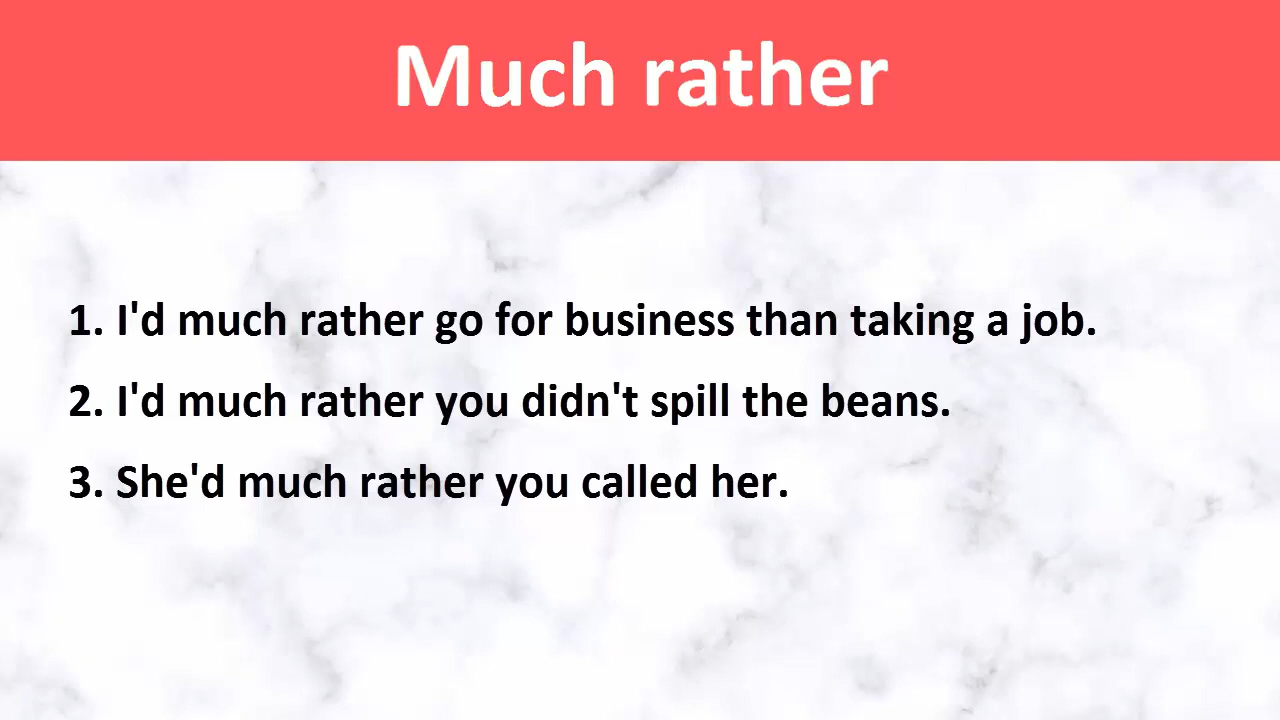 Much rather
1. I'd much rather go for business than taking a job.
2. I'd much rather you didn't spill the beans.
3. She'd much rather you called her.